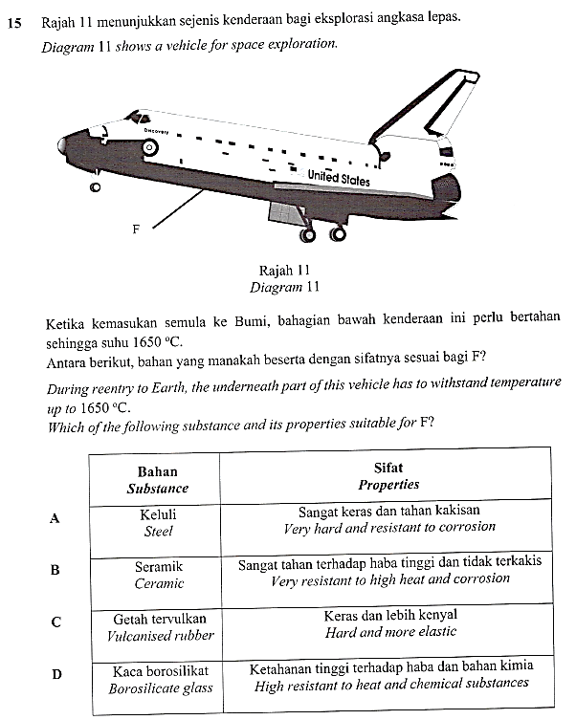 15 Rajah 11 menunjukkan sejenis kenderaan bagi eksplorasi angkasa lepas.
Diagram 11 shows a vehicle for space exploration.
Discovery
United States
F
Rajah 11
Diagram 11
Ketika kemasukan semula ke Bumi, bahagian bawah kenderaan ini perlu bertahan
sehingga suhu 1650 °C.
Antara berikut, bahan yang manakah beserta dengan sifatnya sesuai bagi F?
During reentry to Earth, the underneath part of this vehicle has to withstand temperature
up to 1650 °C.
Which of the following substance and its properties suitable for F?
Bahan Sifat
Substance Properties
A Keluli Sangat keras dan tahan kakisan
Steel Very hard and resistant to corrosion
B Seramik Sangat tahan terhadap haba tinggi dan tidak terkakis
Ceramic Very resistant to high heat and corrosion
C Getah tervulkan Keras dan lebih kenyal
Vulcanised rubber Hard and more elastic
D Kaca borosilikat Ketahanan tinggi terhadap haba dan bahan kimia
Borosilicate glass High resistant to heat and chemical substances